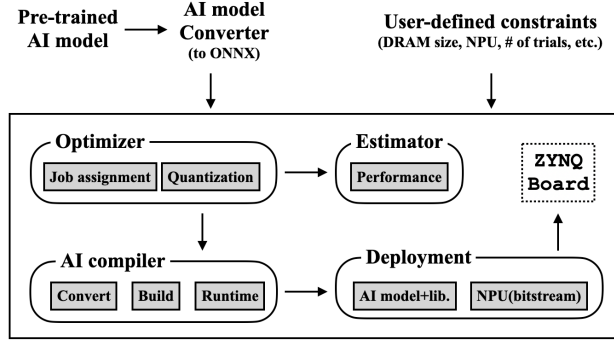 Pre-trained
AI model
AI model
Converter
(to ONNX)
User-defined constraints
(DRAM size, NPU, # of trials, etc.)
Optimizer
Job assignment
Quantization
Estimator
Performance
ZYNQ
Board
AI compiler
Convert
Build
Runtime
Deployment
AI model+lib.
NPU(bitstream)